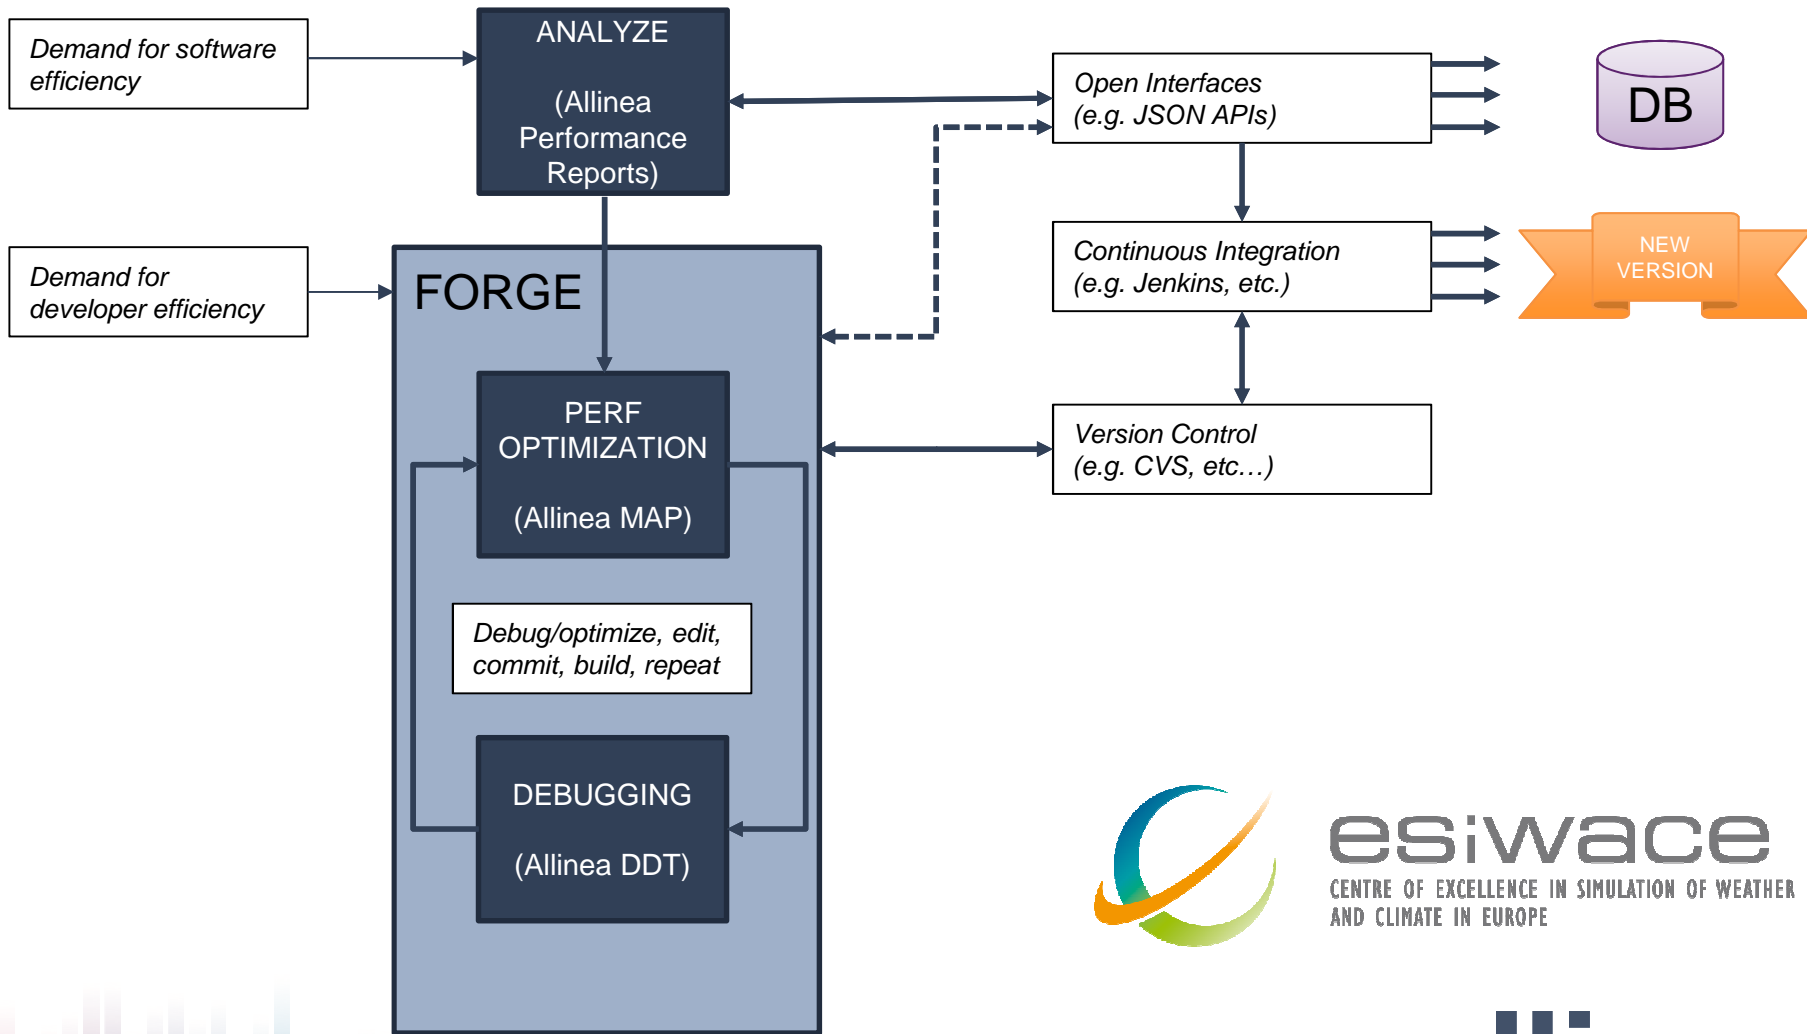 Demand for software
efficiency
ANALYZE
(Allinea
Performance
Reports)
Open Interfaces
(e.g. JSON APIs)
DB
Demand for
developer efficiency
FORGE
Continuous Integration
(e.g. Jenkins, etc.)
NEW
VERSION
PERF
OPTIMIZATION
(Allinea MAP)
Version Control
(e.g. CVS, etc…)
Debug/optimize, edit,
commit, build, repeat
DEBUGGING
(Allinea DDT)
esiwace
CENTRE OF EXCELLENCE IN SIMULATION OF WEATHER
AND CLIMATE IN EUROPE